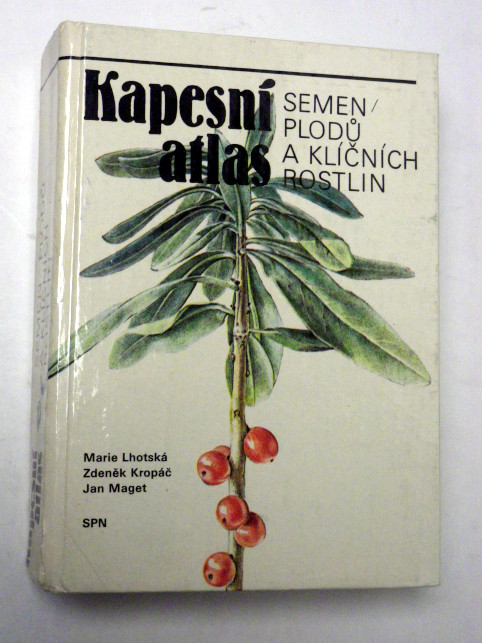 Kapesní
atlas
SEMEN/
PLODŮ
A KLÍČNÍCH
ROSTLIN
Marie Lhotská
Zdeněk Kropáč
Jan Maget
SPN